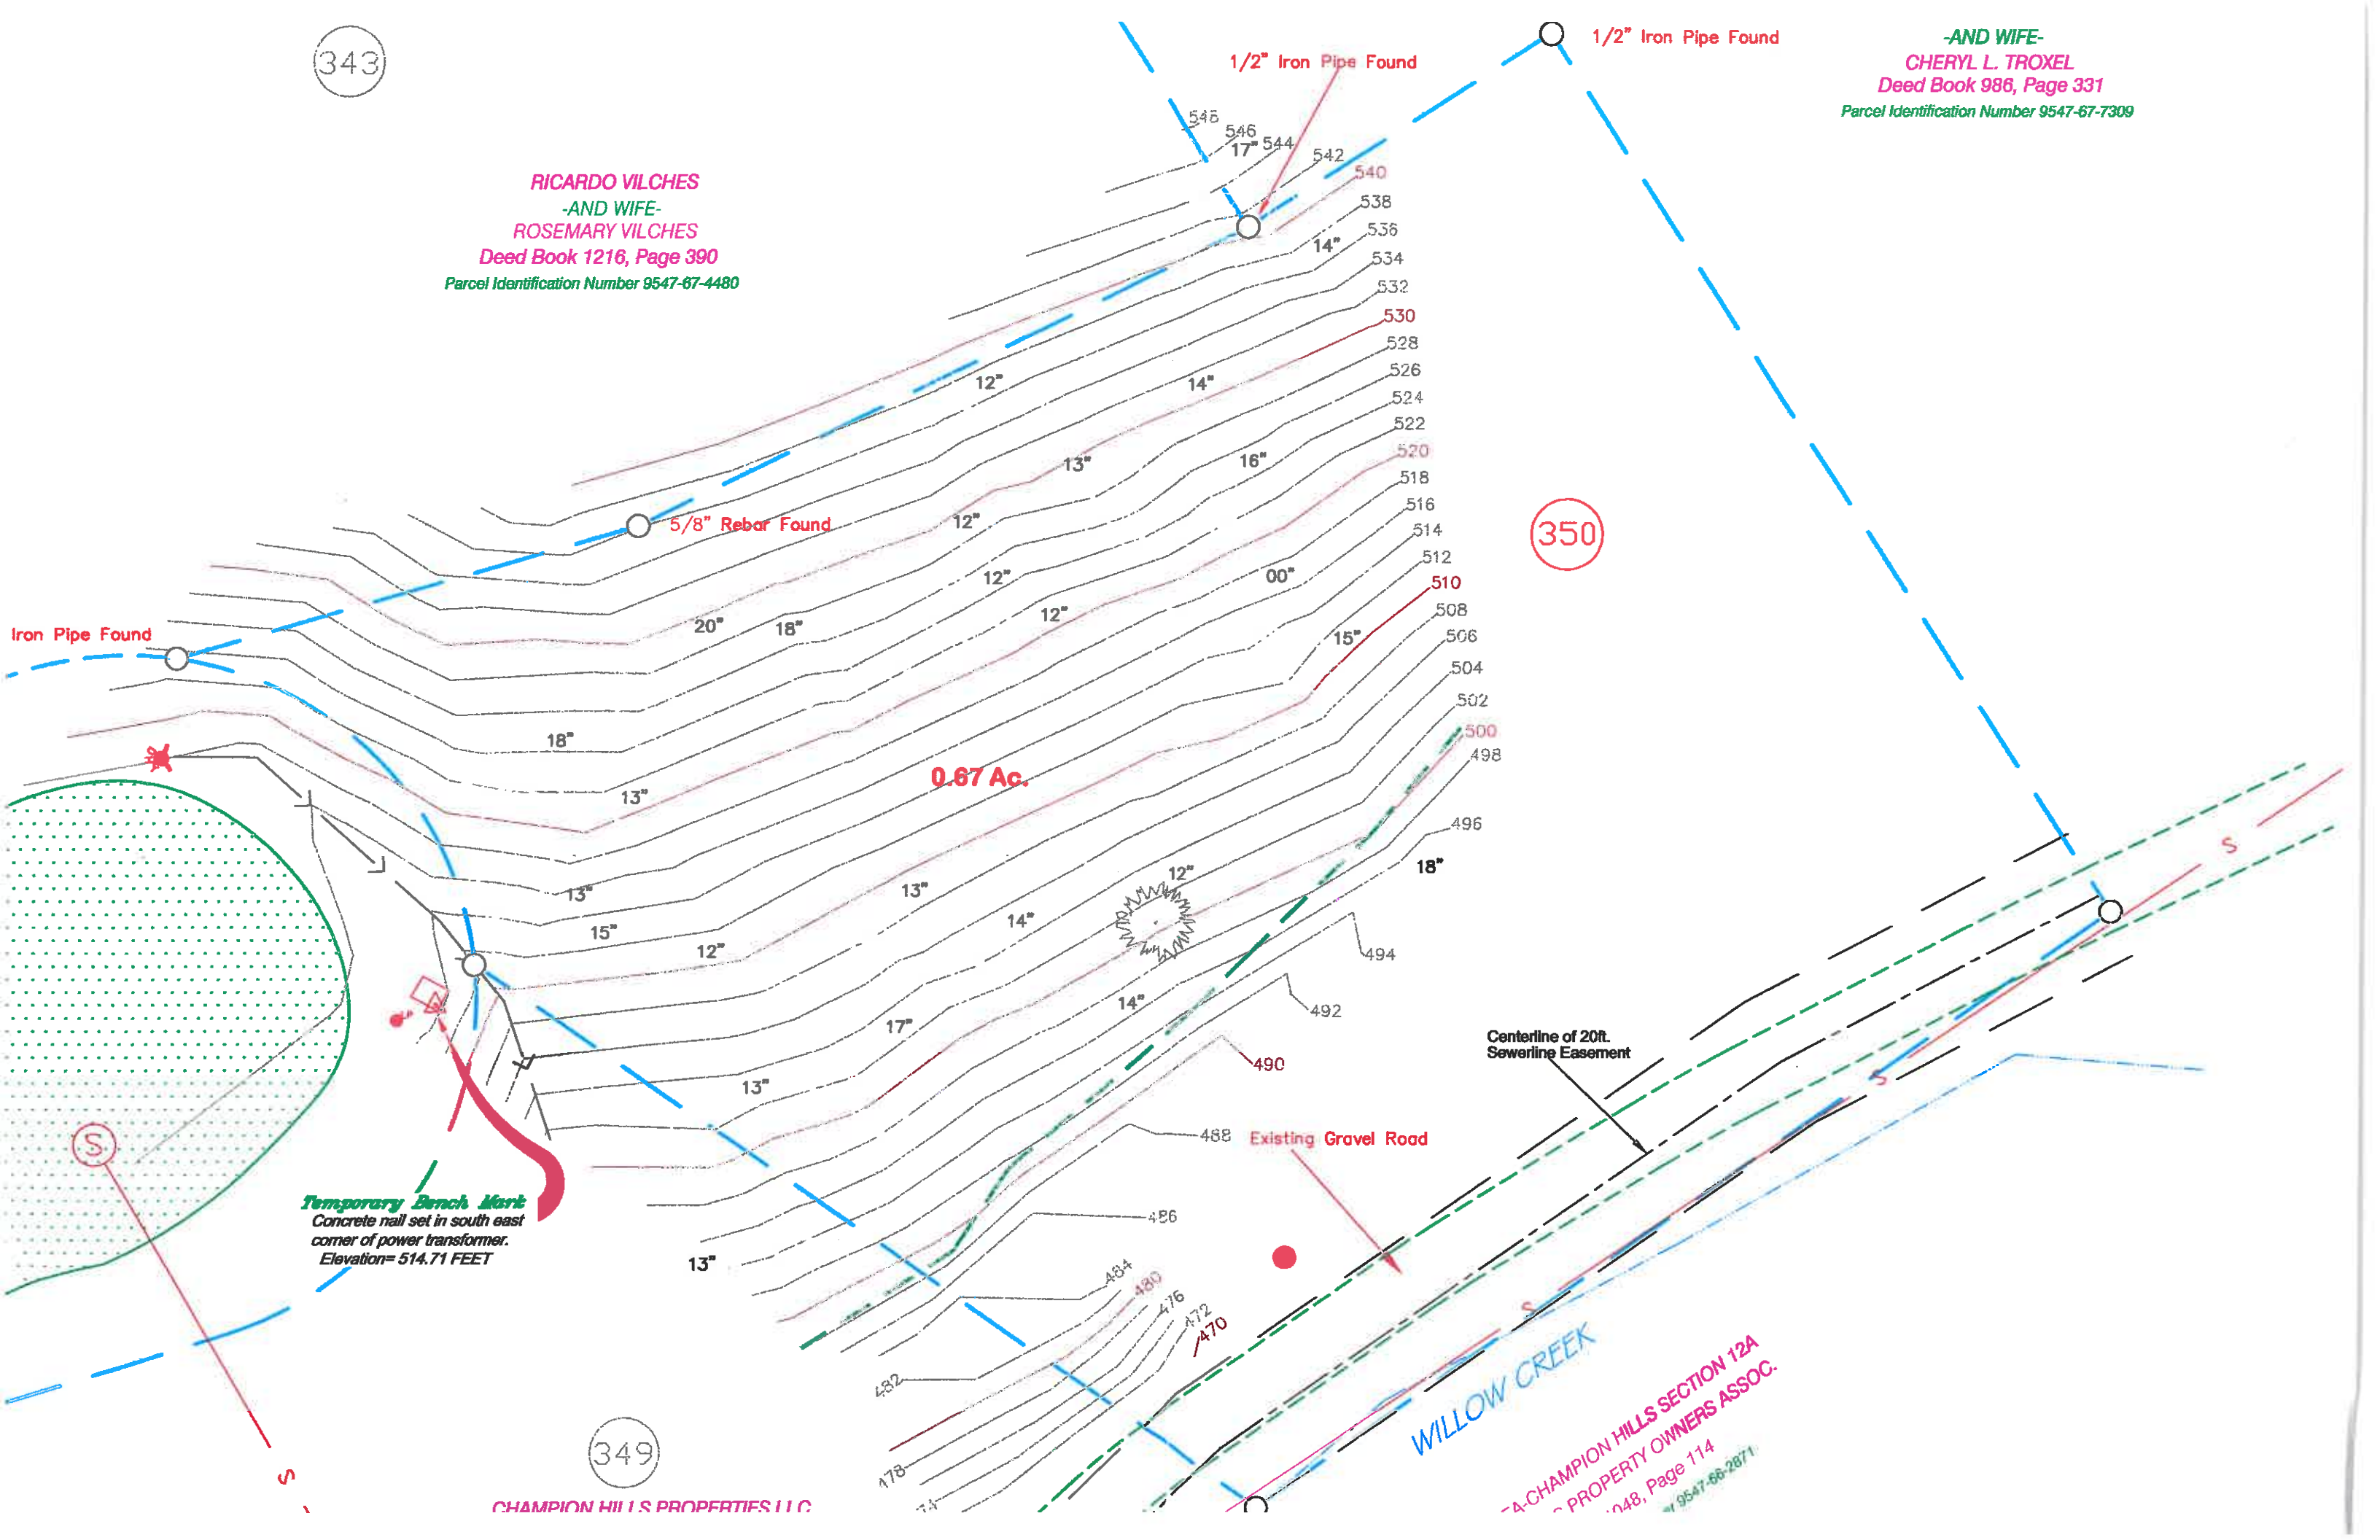 343
1/2" Iron Pipe Found
1/2" Iron Pipe Found
-AND WIFE-
CHERYL L. TROXEL
Deed Book 986, Page 331
Parcel Identification Number 9547-67-7309
RICARDO VILCHES
-AND WIFE-
ROSEMARY VILCHES
Deed Book 1216, Page 390
Parcel Identification Number 9547-67-4480
548
546
17"
544
542
540
538
14"
536
534
532
530
528
526
524
522
520
518
516
514
512
510
508
506
504
502
500
498
496
494
492
490
488
486
484
480
476
472
470
482
478
74
12"
14"
13"
16"
12"
5/8" Rebar Found
350
12"
00"
12"
20"
18"
15"
Iron Pipe Found
18"
0.67 Ac.
13"
12"
18"
13"
13"
14"
15"
12"
14"
17"
13"
13"
S
S
S
S
S
Centerline of 20ft.
Sewerline Easement
Existing Gravel Road
Temporary Bench Mark
Concrete nail set in south east
corner of power transformer.
Elevation= 514.71 FEET
WILLOW CREEK
349
CHAMPION HILLS PROPERTIES LLC
A-CHAMPION HILLS SECTION 12A
PROPERTY OWNERS ASSOC.
048, Page 114
9547-66-2871